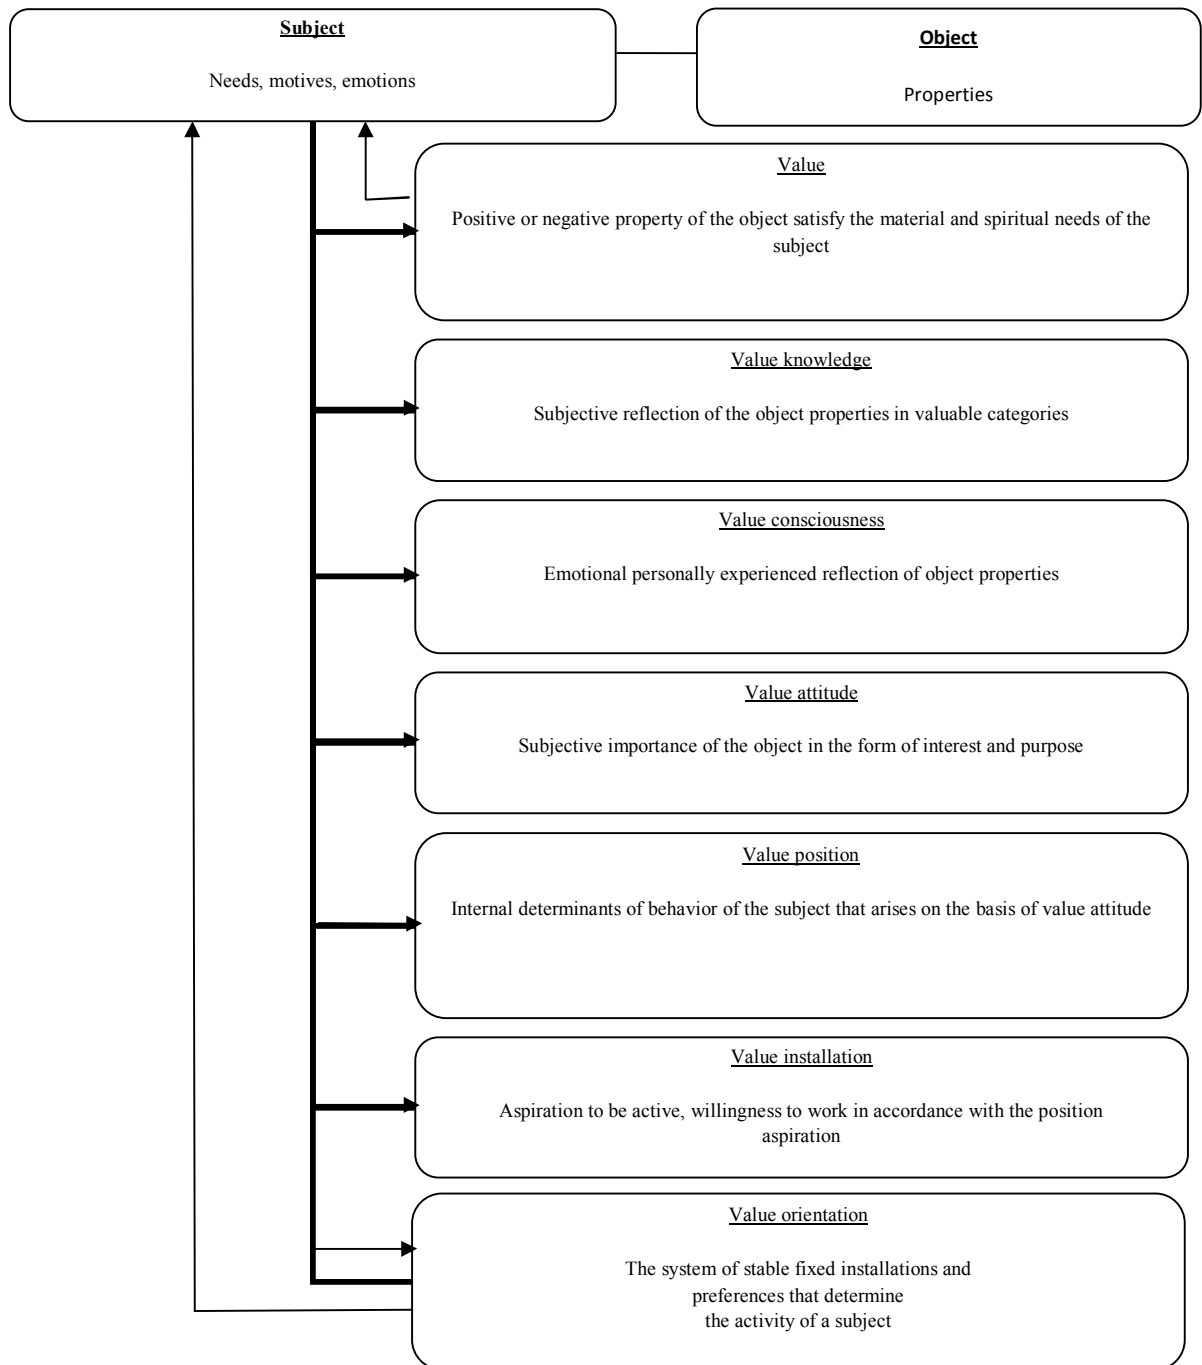 Subject
Needs, motives, emotions
Object
Properties
Value
Positive or negative property of the object satisfy the material and spiritual needs of the
subject
Value knowledge
Subjective reflection of the object properties in valuable categories
Value consciousness
Emotional personally experienced reflection of object properties
Value attitude
Subjective importance of the object in the form of interest and purpose
Value position
Internal determinants of behavior of the subject that arises on the basis of value attitude
Value installation
Aspiration to be active, willingness to work in accordance with the position
aspiration
Value orientation
The system of stable fixed installations and
preferences that determine
the activity of a subject